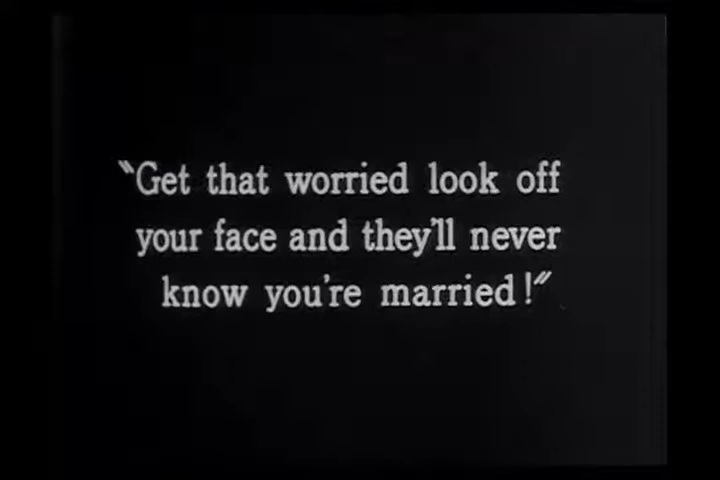 "Get that worried look off
your face and they'll never
know you're married!"